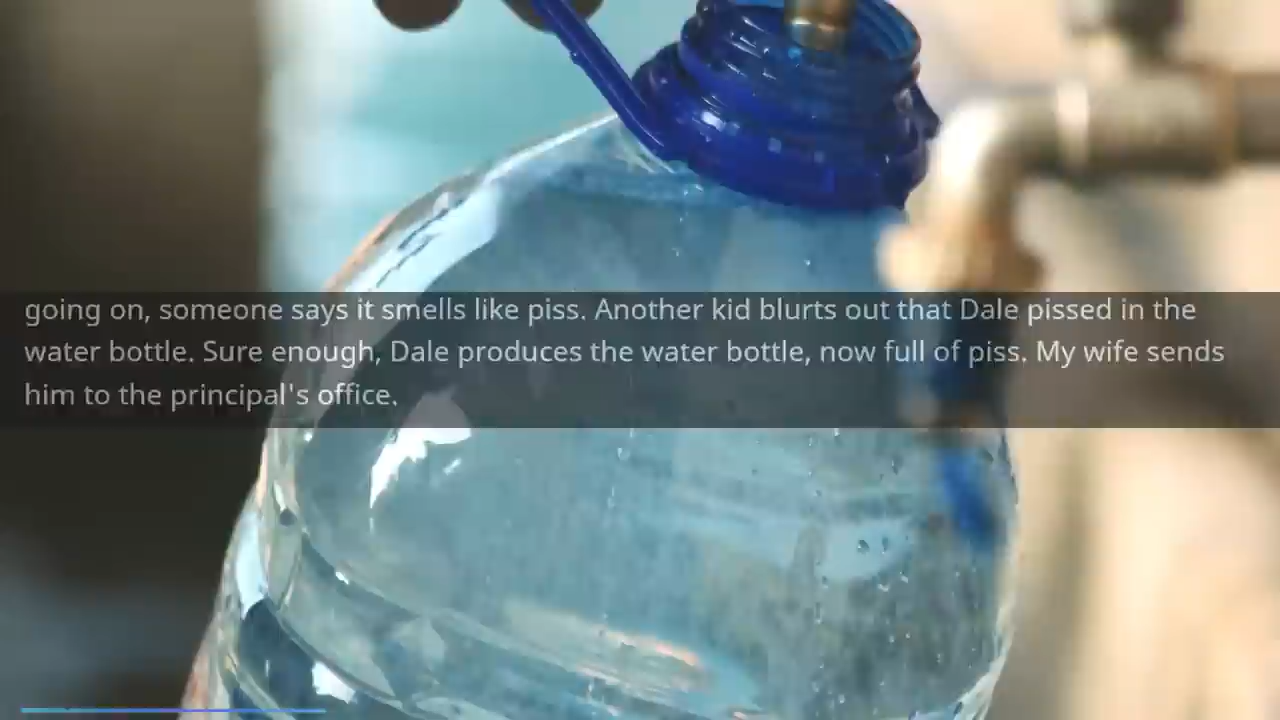 going on, someone says it smells like piss. Another kid blurts out that Dale pissed in the
water bottle. Sure enough, Dale produces the water bottle, now full of piss. My wife sends
him to the principal's office.